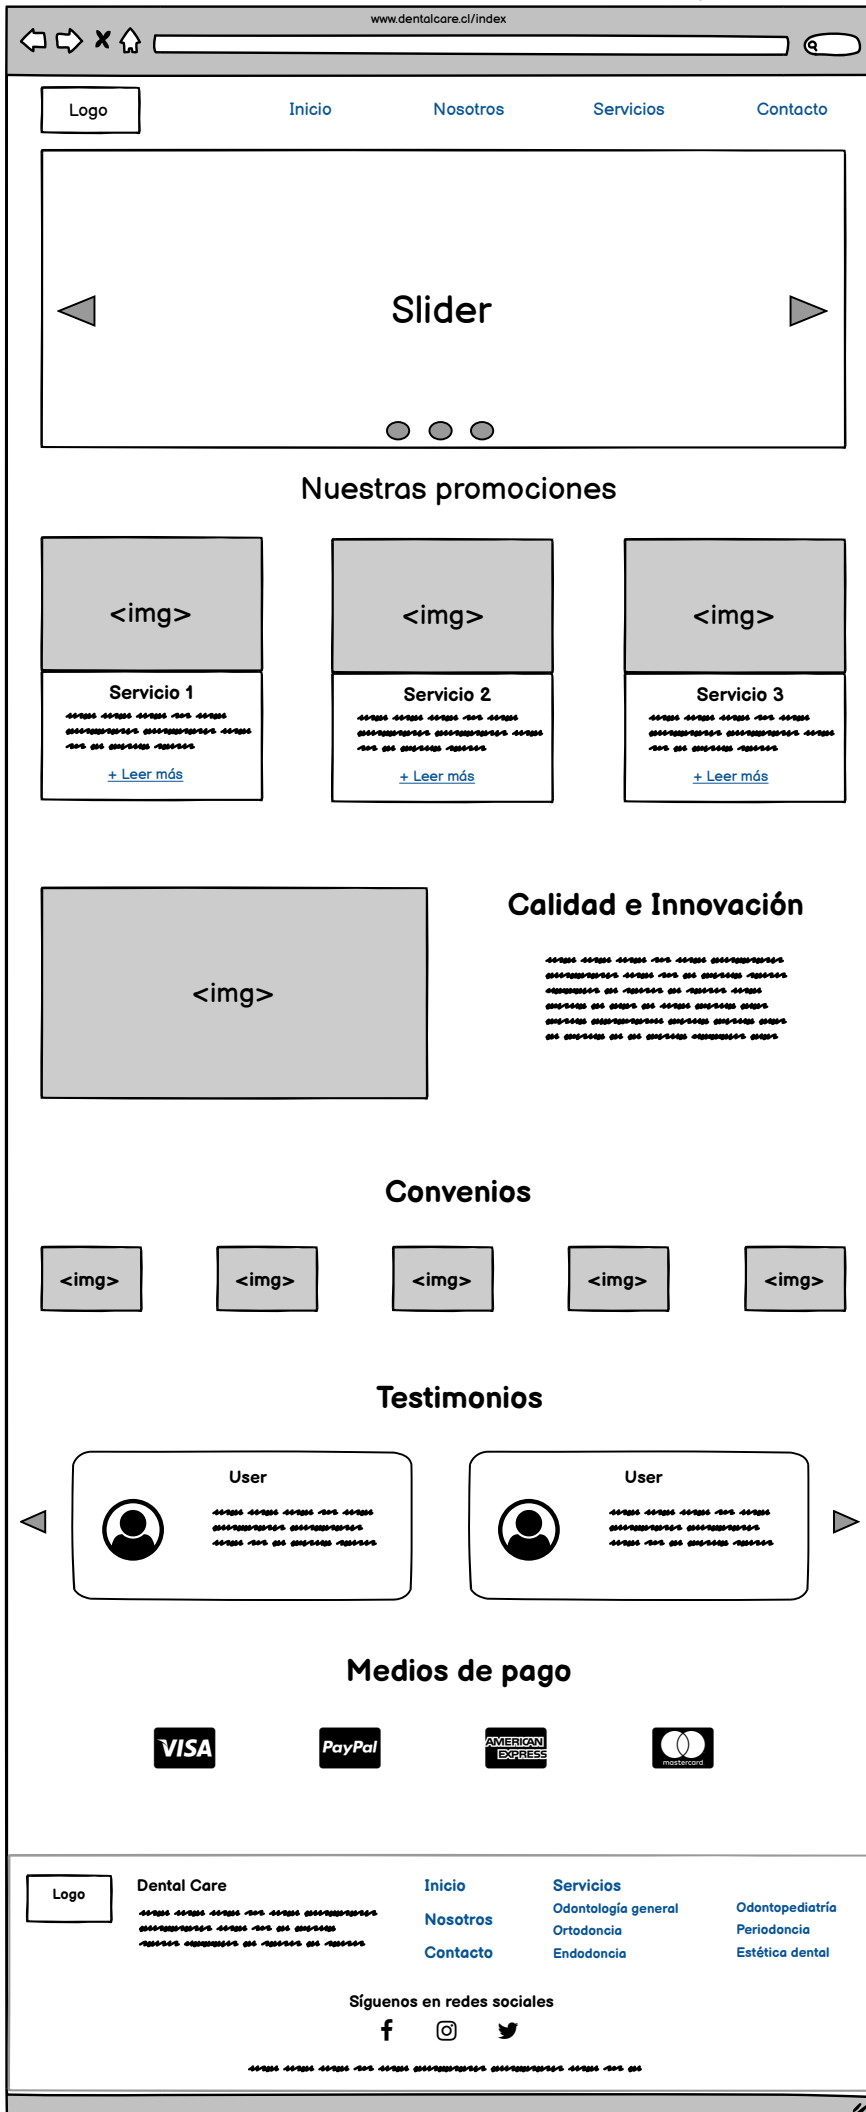 www.dentalcare.cl/index
Logo
Inicio
Nosotros
Servicios
Contacto
Slider
Nuestras promociones
<img>
<img>
<img>
Servicio 1
+ Leer más
Servicio 2
+ Leer más
Servicio 3
+ Leer más
<img>
Calidad e Innovación
Convenios
<img>
<img>
<img>
<img>
<img>
Testimonios
User
User
Medios de pago
VISA
PayPal
AMERICAN
EXPRESS
mastercard
Logo
Dental Care
Inicio
Nosotros
Contacto
Servicios
Odontología general
Ortodoncia
Endodoncia
Odontopediatría
Periodoncia
Estética dental
Síguenos en redes sociales